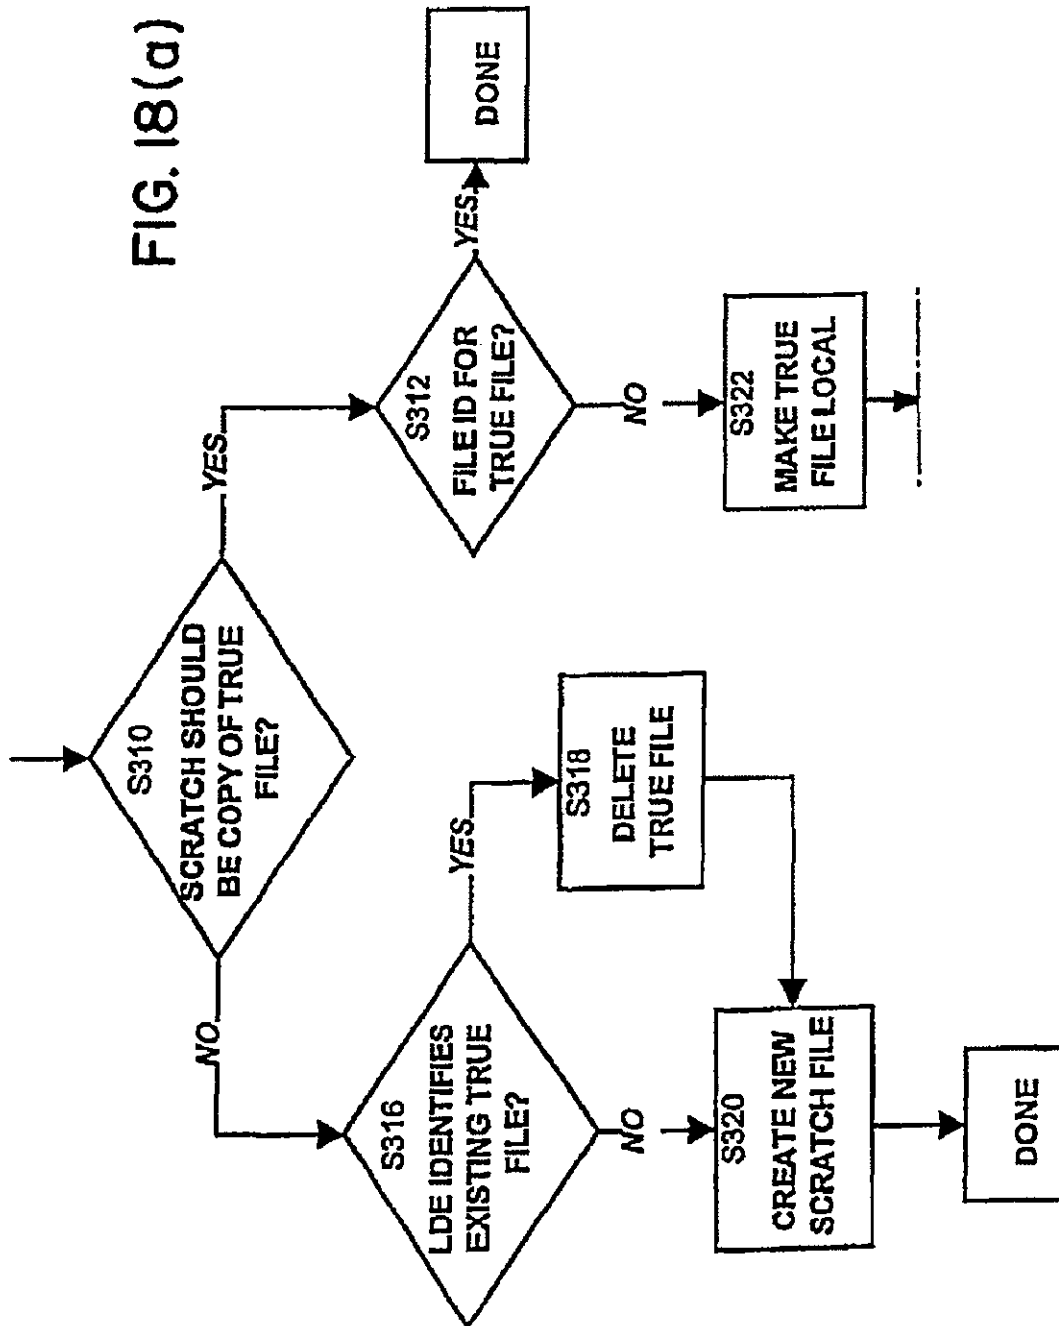 FIG. 18(a)
S310
SCRATCH SHOULD
BE COPY OF TRUE
FILE?
NO
YES
S316
LDE IDENTIFIES
EXISTING TRUE
FILE?
YES
NO
S318
DELETE
TRUE FILE
S320
CREATE NEW
SCRATCH FILE
DONE
S312
FILE ID FOR
TRUE FILE?
YES
DONE
NO
S322
MAKE TRUE
FILE LOCAL